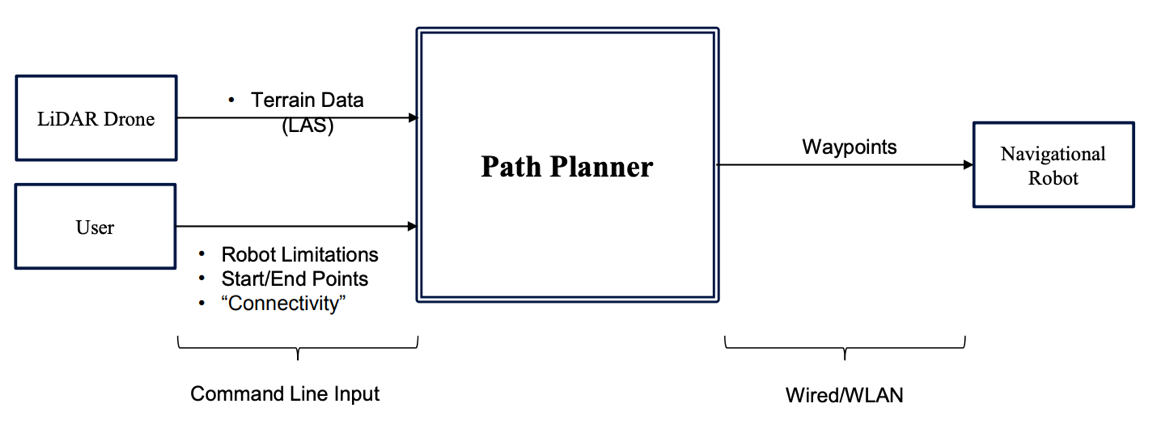 LiDAR Drone
• Terrain Data
(LAS)
User
• Robot Limitations
• Start/End Points
• “Connectivity”
Command Line Input
Path Planner
Waypoints
Wired/WLAN
Navigational
Robot